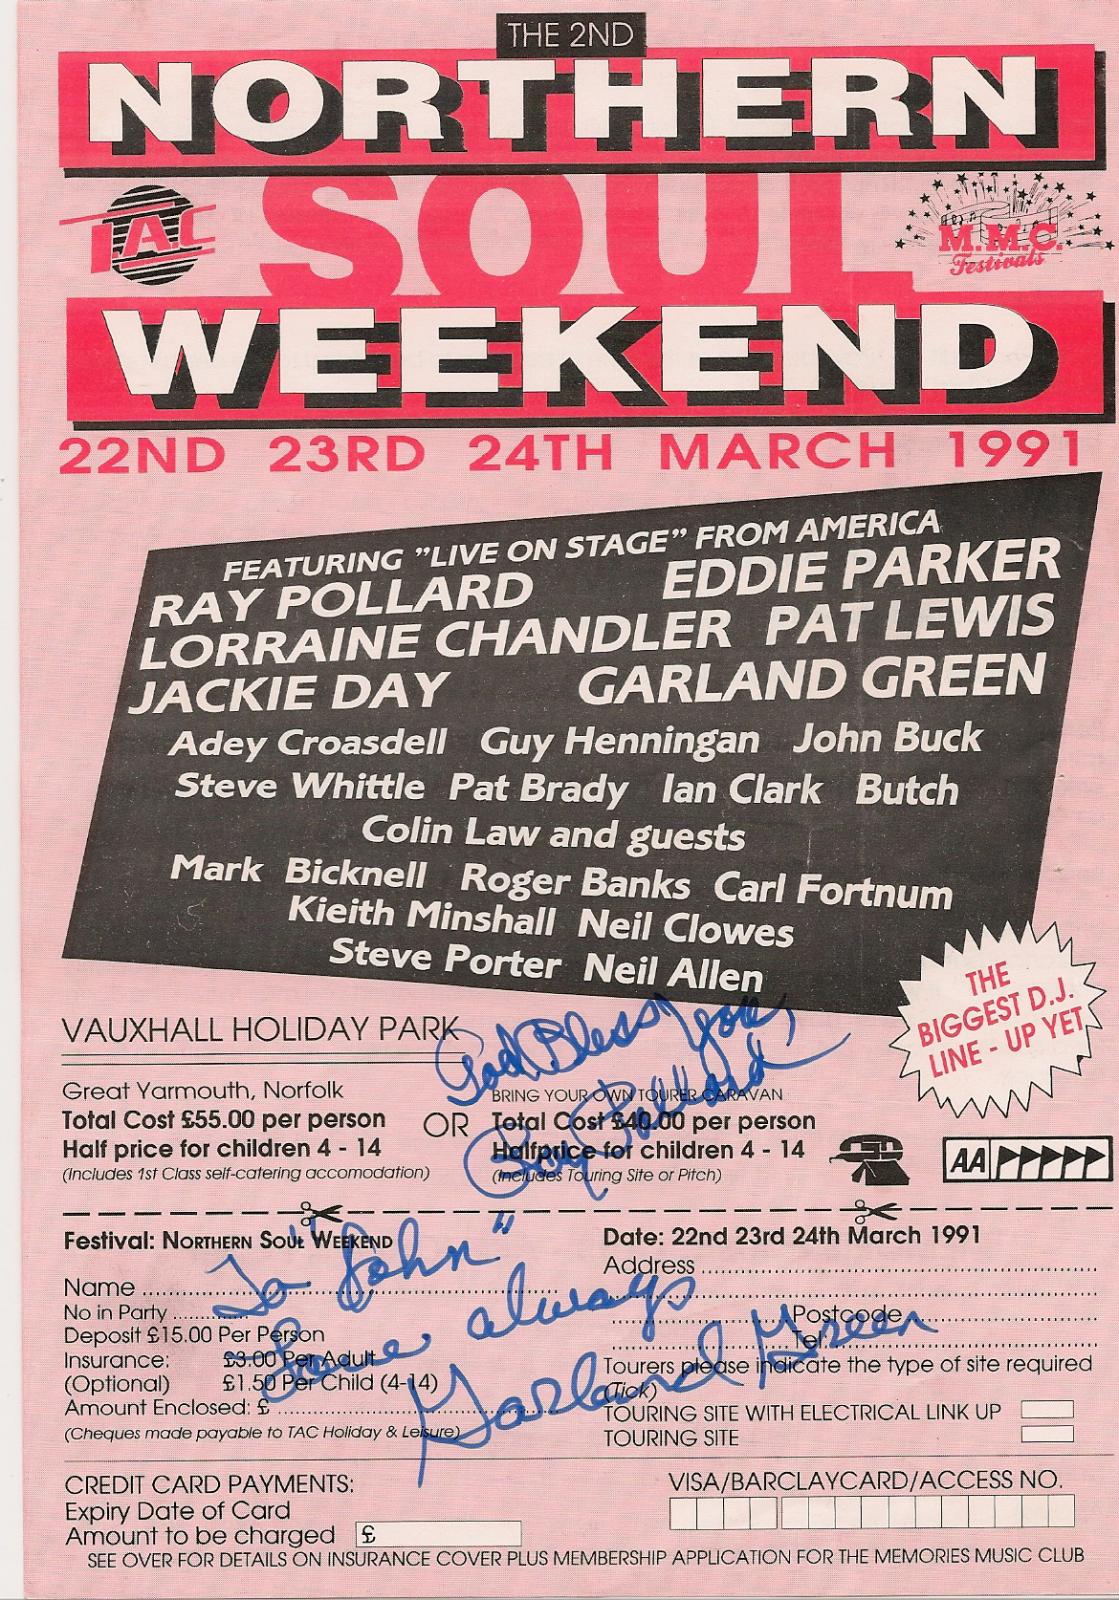 THE 2ND
NORTHERN
SOUL
WEEKEND
T.A.C
M.M.C.
Festivals
22ND 23RD 24TH MARCH 1991
FEATURING "LIVE ON STAGE" FROM AMERICA
RAY POLLARD EDDIE PARKER
LORRAINE CHANDLER PAT LEWIS
JACKIE DAY GARLAND GREEN
Adey Croasdell Guy Henningan John Buck
Steve Whittle Pat Brady Ian Clark Butch
Colin Law and guests
Mark Bicknell Roger Banks Carl Fortnum
Kieith Minshall Neil Clowes
Steve Porter Neil Allen
THE
BIGGEST D.J.
LINE - UP YET
VAUXHALL HOLIDAY PARK
God Bless you,
Ray Pollard
Great Yarmouth, Norfolk
Total Cost £55.00 per person
Half price for children 4 - 14
(Includes 1st Class self-catering accomodation)
OR
BRING YOUR OWN TOURER CARAVAN
Total Cost £40.00 per person
Halfprice for children 4 - 14
(Includes Touring Site or Pitch)
AA
Festival: NORTHERN SOUL WEEKEND
Name
No in Party
Deposit £15.00 Per Person
Insurance: £3.00 Per Adult
(Optional) £1.50 Per Child (4-14)
Amount Enclosed: £
(Cheques made payable to TAC Holiday & Leisure)
To "John"
Love always
Garland Green
Date: 22nd 23rd 24th March 1991
Address
Postcode
Tel
Tourers please indicate the type of site required
(Tick)
TOURING SITE WITH ELECTRICAL LINK UP
TOURING SITE
CREDIT CARD PAYMENTS:
Expiry Date of Card
Amount to be charged £
VISA/BARCLAYCARD/ACCESS NO.
SEE OVER FOR DETAILS ON INSURANCE COVER PLUS MEMBERSHIP APPLICATION FOR THE MEMORIES MUSIC CLUB